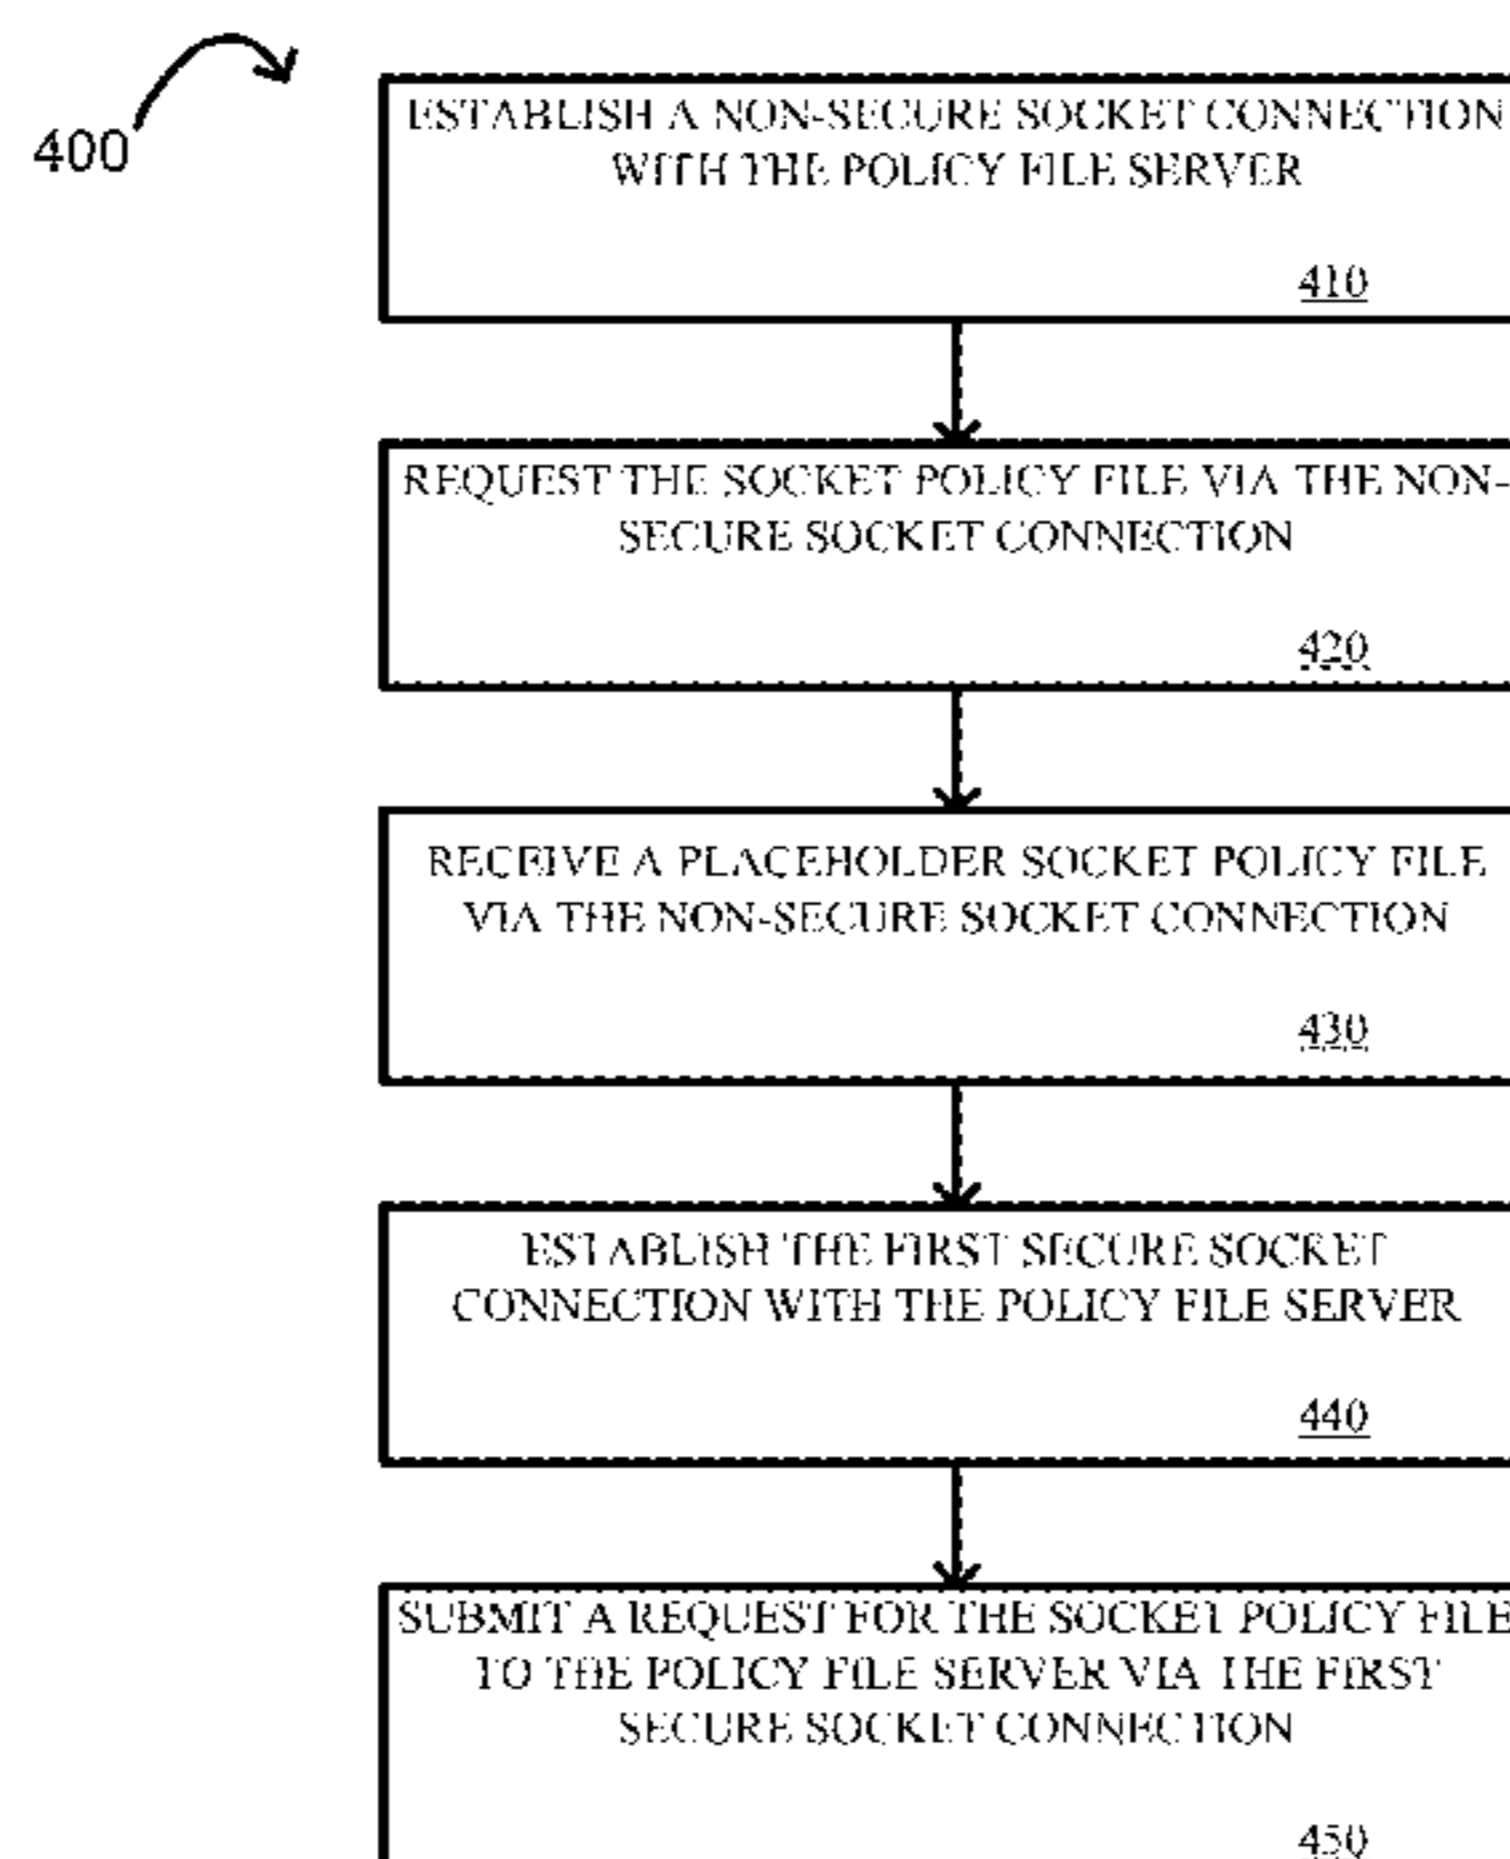 400
ESTABLISH A NON-SECURE SOCKET CONNECTION
WITH THE POLICY FILE SERVER
410
REQUEST THE SOCKET POLICY FILE VIA THE NON-
SECURE SOCKET CONNECTION
420
RECEIVE A PLACEHOLDER SOCKET POLICY FILE
VIA THE NON-SECURE SOCKET CONNECTION
430
ESTABLISH THE FIRST SECURE SOCKET
CONNECTION WITH THE POLICY FILE SERVER
440
SUBMIT A REQUEST FOR THE SOCKET POLICY FILE
TO THE POLICY FILE SERVER VIA THE FIRST
SECURE SOCKET CONNECTION
450